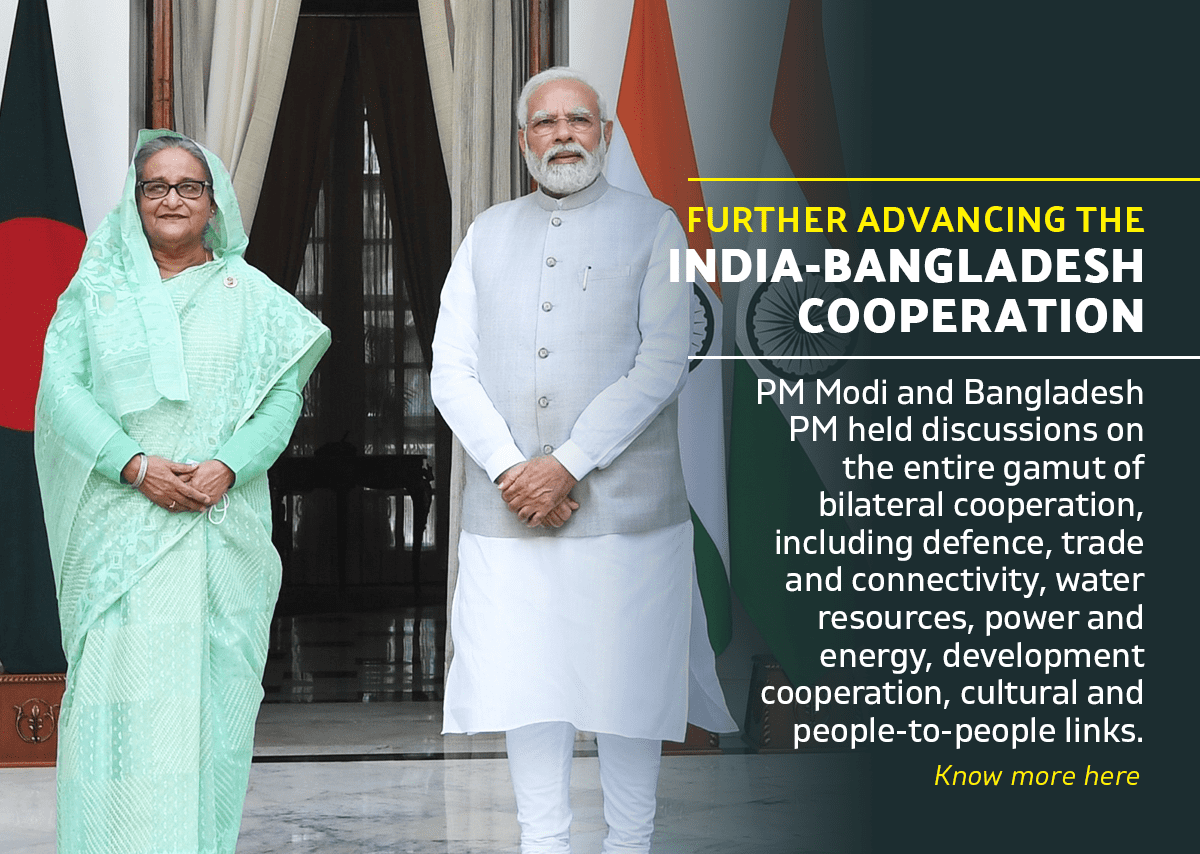 FURTHER ADVANCING THE
INDIA-BANGLADESH
COOPERATION
PM Modi and Bangladesh
PM held discussions on
the entire gamut of
bilateral cooperation,
including defence, trade
and connectivity, water
resources, power and
energy, development
cooperation, cultural and
people-to-people links.
Know more here